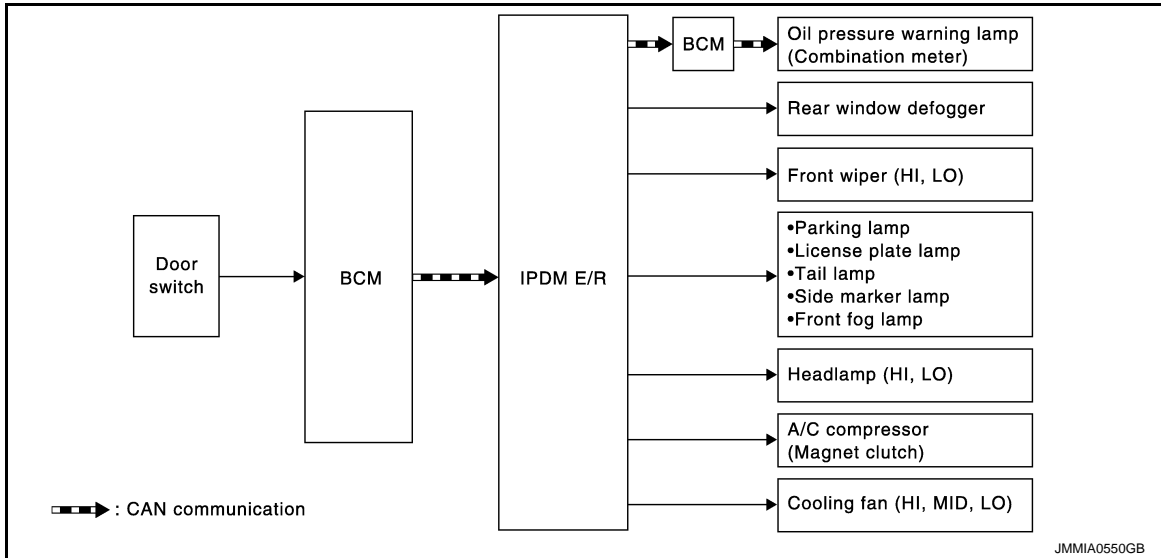 Door
switch
BCM
IPDM E/R
BCM
Oil pressure warning lamp
(Combination meter)
Rear window defogger
Front wiper (HI, LO)
•Parking lamp
•License plate lamp
•Tail lamp
•Side marker lamp
•Front fog lamp
Headlamp (HI, LO)
A/C compressor
(Magnet clutch)
Cooling fan (HI, MID, LO)
: CAN communication
JMMIA0550GB